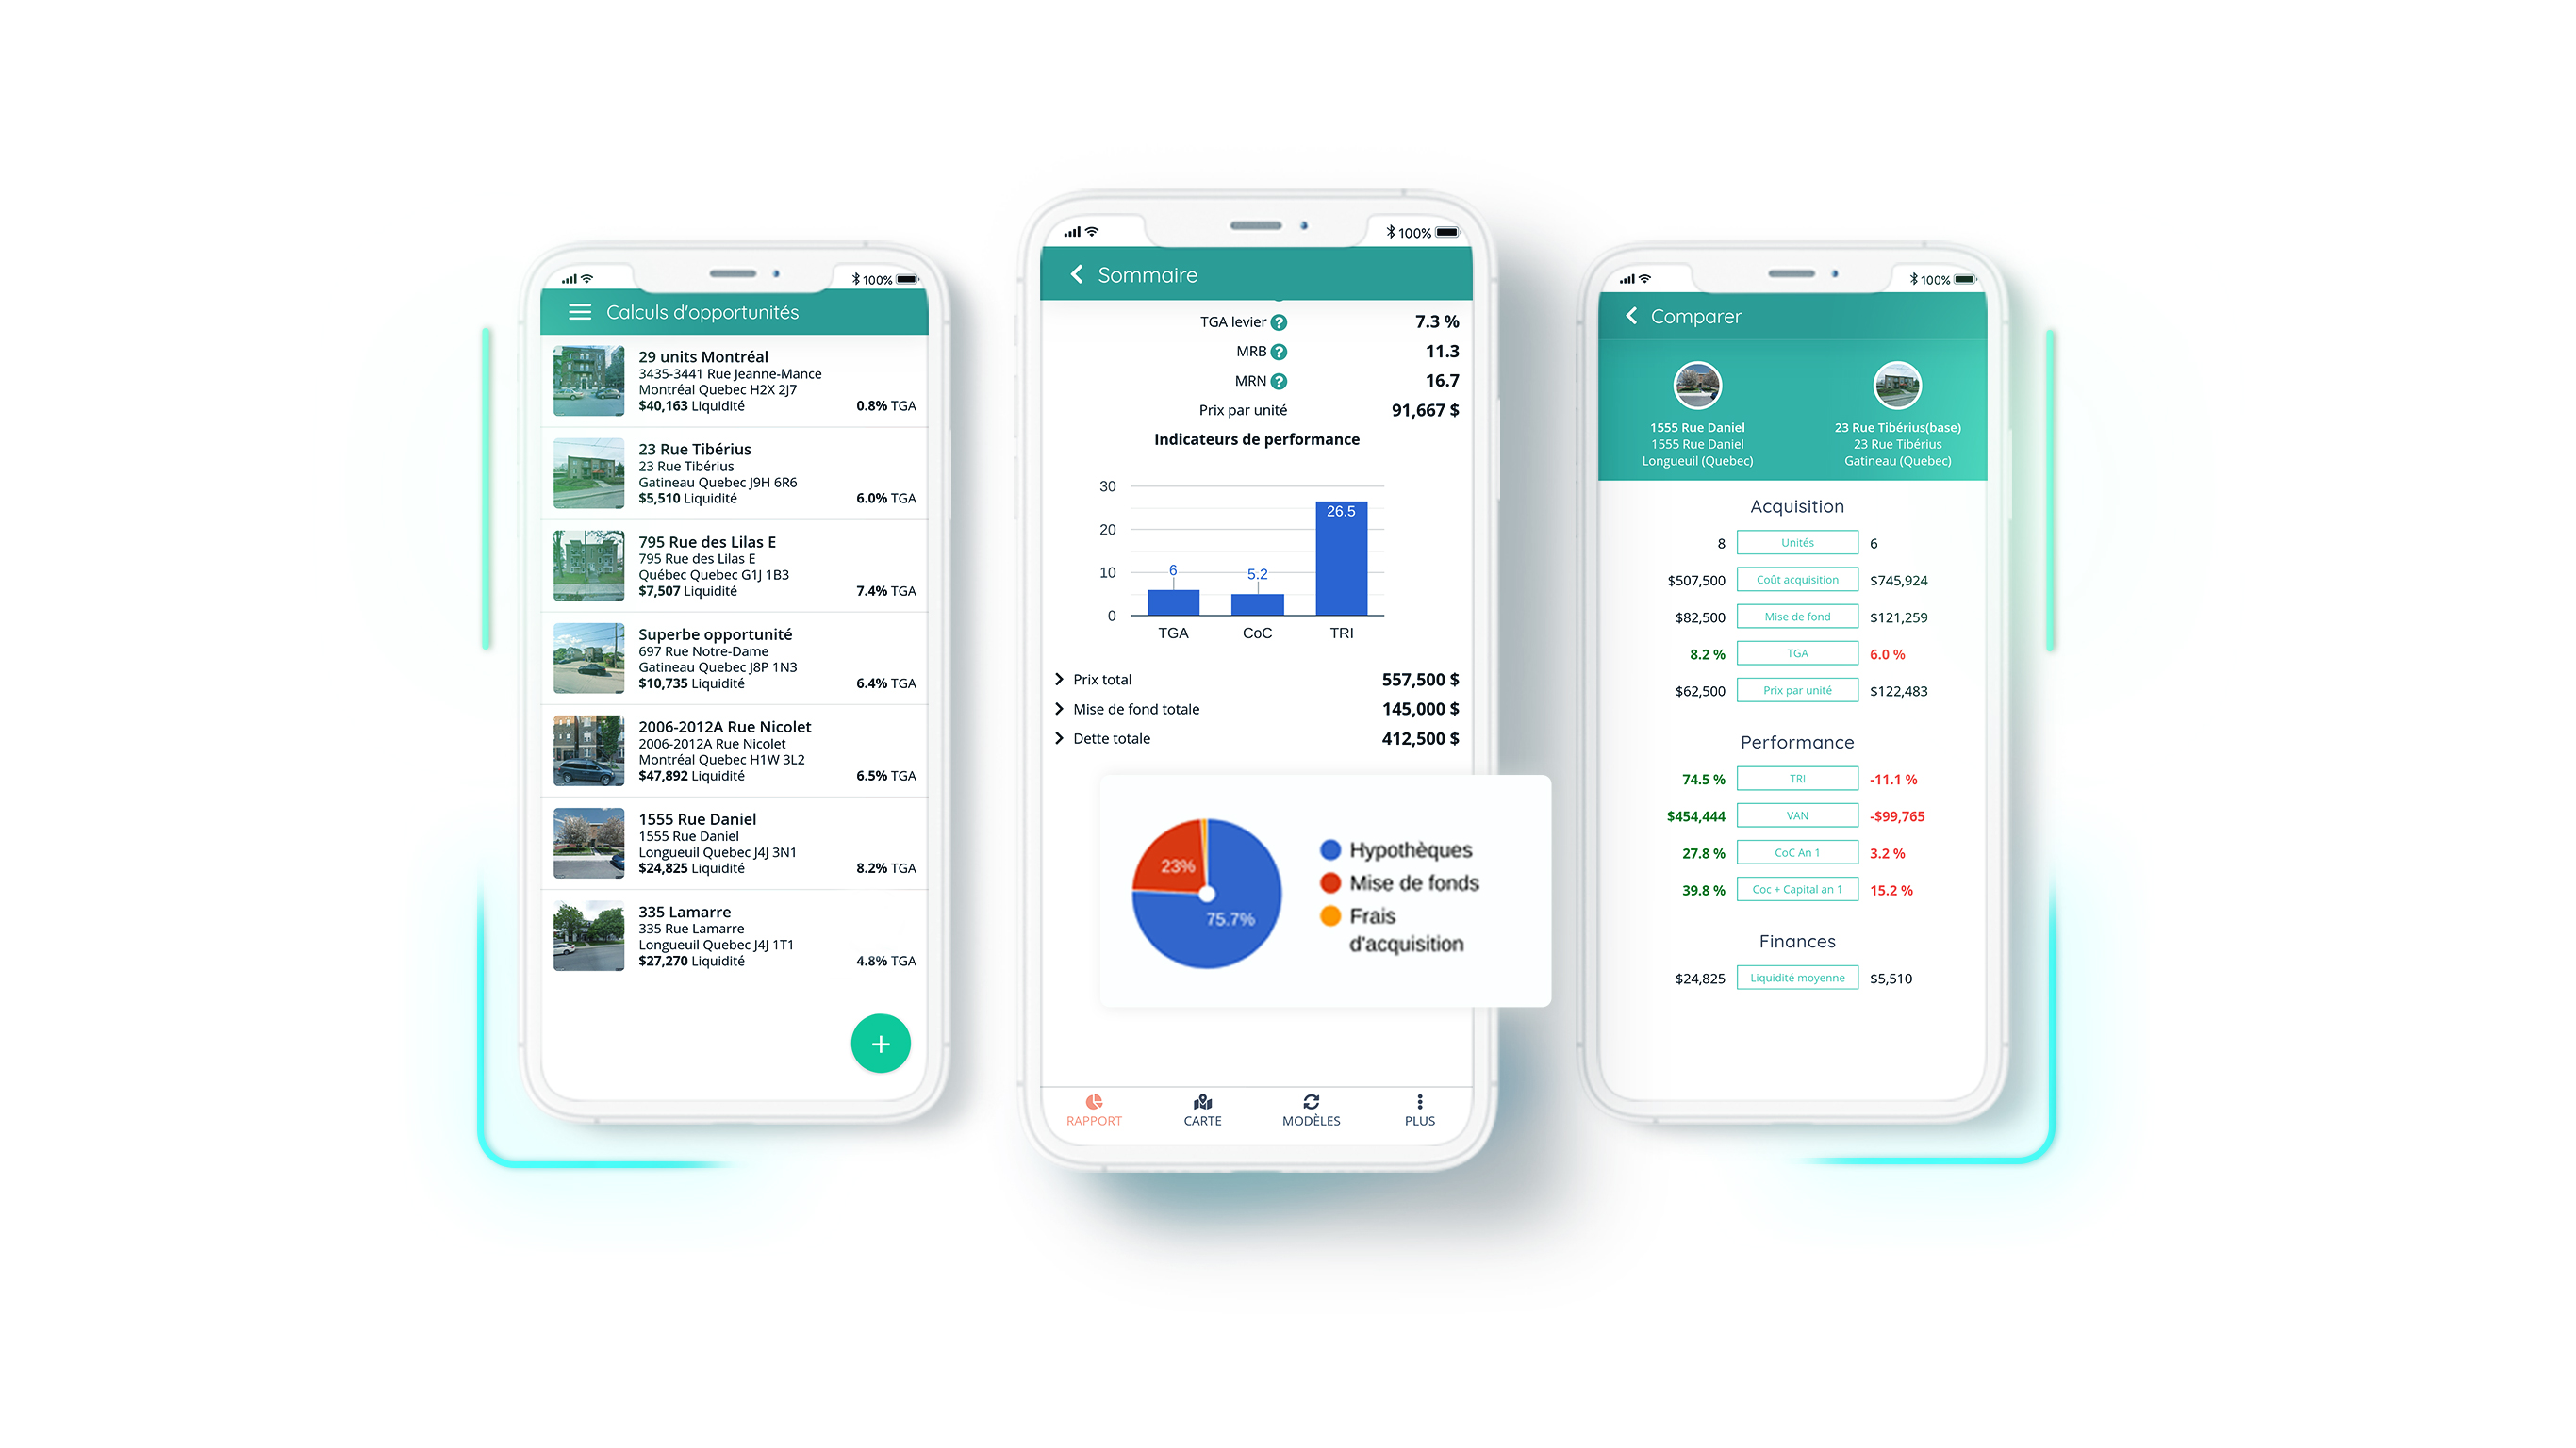 100%
Calculs d'opportunités
29 units Montréal
3435-3441 Rue Jeanne-Mance
Montréal Quebec H2X 2J7
$40,163 Liquidité 0.8% TGA
23 Rue Tibérius
23 Rue Tibérius
Gatineau Quebec J9H 6R6
$5,510 Liquidité 6.0% TGA
795 Rue des Lilas E
795 Rue des Lilas E
Québec Quebec G1J 1B3
$7,507 Liquidité 7.4% TGA
Superbe opportunité
697 Rue Notre-Dame
Gatineau Quebec J8P 1N3
$10,735 Liquidité 6.4% TGA
2006-2012A Rue Nicolet
2006-2012A Rue Nicolet
Montréal Quebec H1W 3L2
$47,892 Liquidité 6.5% TGA
1555 Rue Daniel
1555 Rue Daniel
Longueuil Quebec J4J 3N1
$24,825 Liquidité 8.2% TGA
335 Lamarre
335 Rue Lamarre
Longueuil Quebec J4J 1T1
$27,270 Liquidité 4.8% TGA
+
100%
Sommaire
TGA levier ? 7.3 %
MRB ? 11.3
MRN ? 16.7
Prix par unité 91,667 $
Indicateurs de performance
30
20
10
0
6
5.2
26.5
TGA CoC TRI
Prix total 557,500 $
Mise de fond totale 145,000 $
Dette totale 412,500 $
23%
75.7%
Hypothèques
Mise de fonds
Frais
d'acquisition
RAPPORT CARTE MODÈLES PLUS
100%
Comparer
1555 Rue Daniel
1555 Rue Daniel
Longueuil (Quebec)
23 Rue Tibérius(base)
23 Rue Tibérius
Gatineau (Quebec)
Acquisition
8 Unités 6
$507,500 Coût acquisition $745,924
$82,500 Mise de fond $121,259
8.2 % TGA 6.0 %
$62,500 Prix par unité $122,483
Performance
74.5 % TRI -11.1 %
$454,444 VAN -$99,765
27.8 % CoC An 1 3.2 %
39.8 % Coc + Capital an 1 15.2 %
Finances
$24,825 Liquidité moyenne $5,510